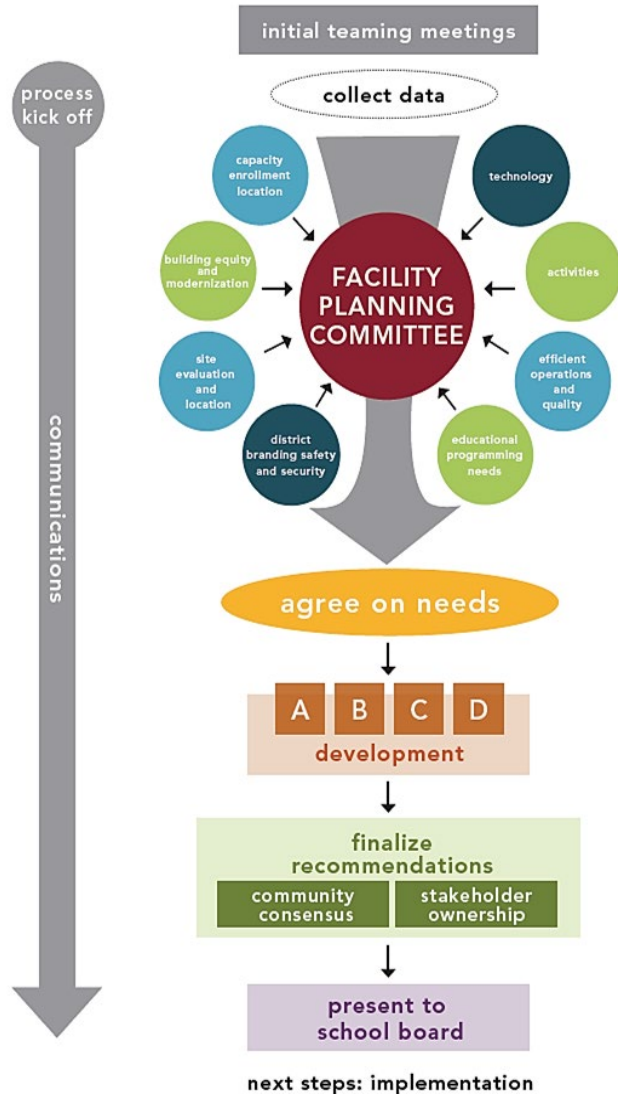 initial teaming meetings
process
kick off
collect data
capacity
enrollment
location
technology
building equity
and
modernization
FACILITY
PLANNING
COMMITTEE
activities
site
evaluation
and
location
efficient
operations
and
quality
district
branding safety
and security
educational
programming
needs
communications
agree on needs
A B C D
development
finalize
recommendations
community
consensus
stakeholder
ownership
present to
school board
next steps: implementation